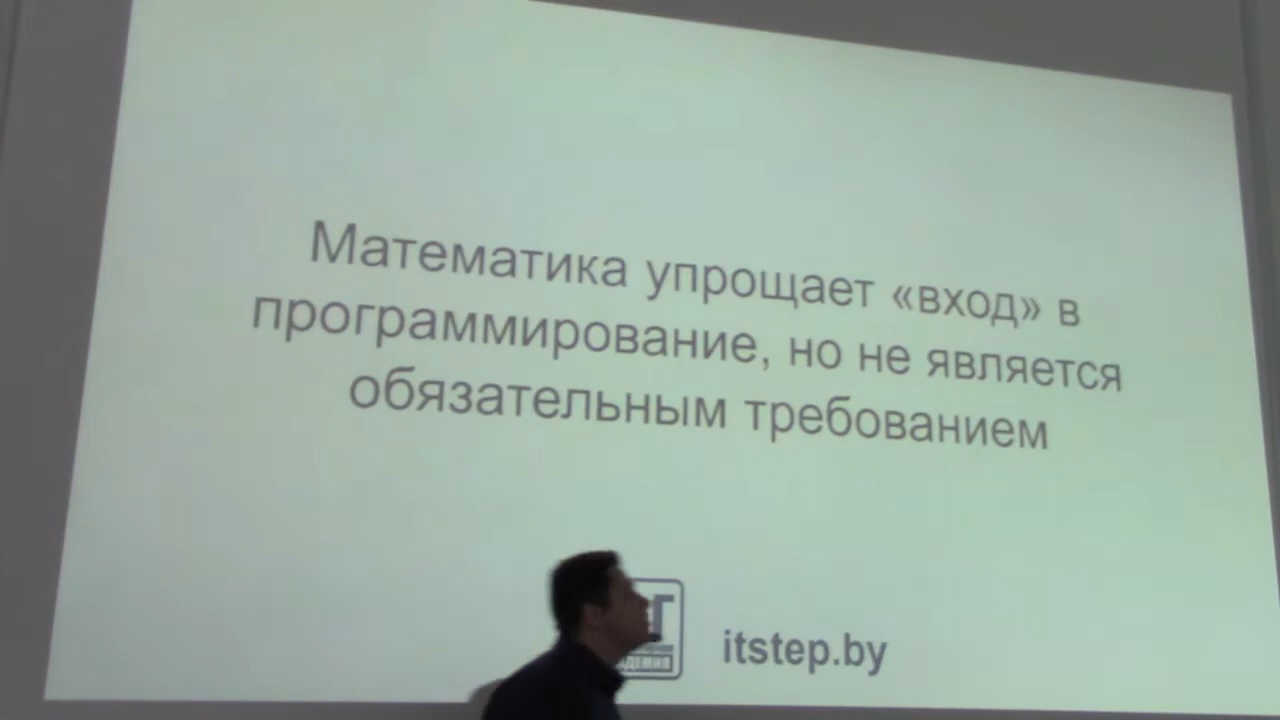 Математика упрощает «вход» в
программирование, но не является
обязательным требованием
itstep.by